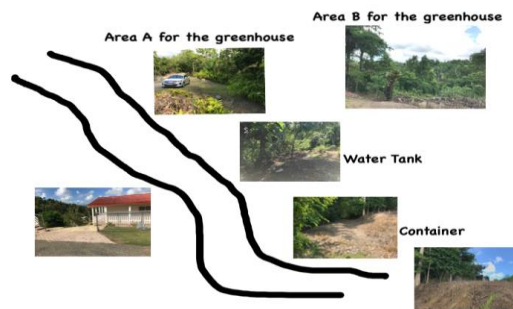 Area B for the greenhouse
Area A for the greenhouse
Water Tank
Container